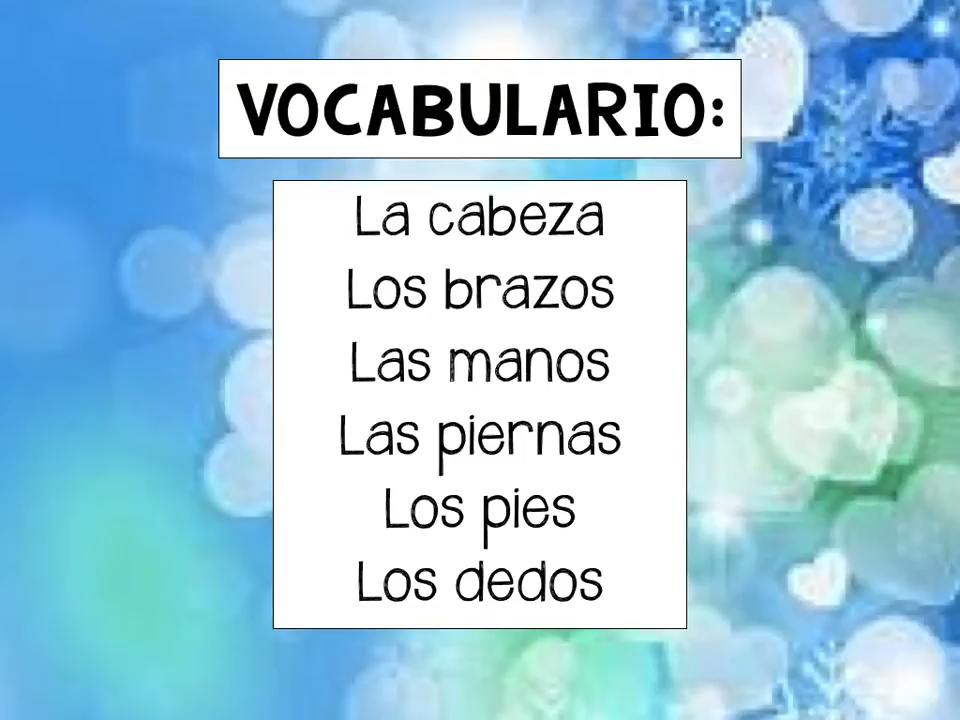 VOCABULARIO:
La cabeza
Los brazos
Las manos
Las piernas
Los pies
Los dedos